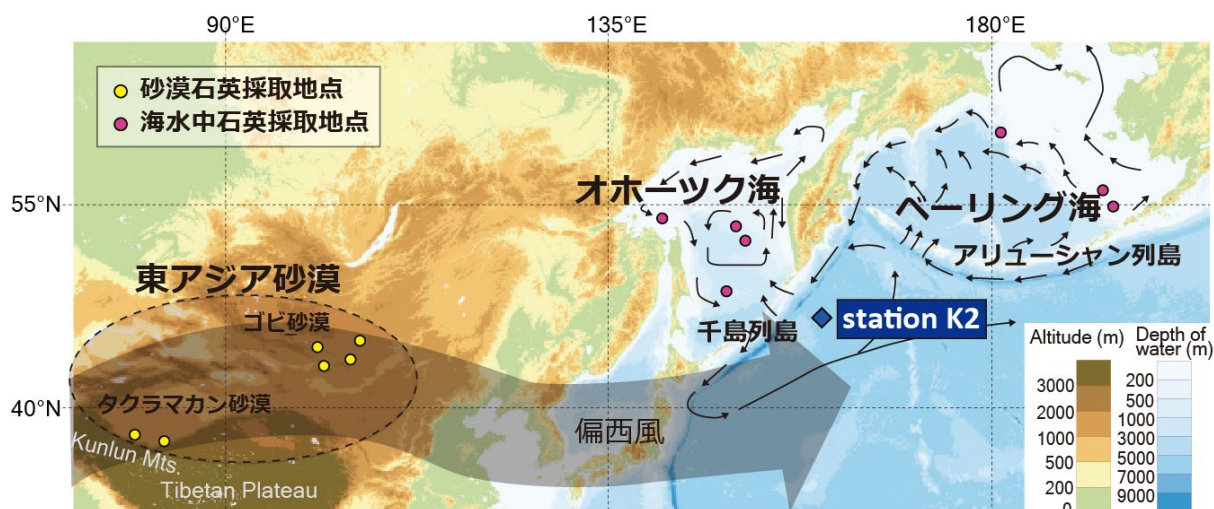 90°E
135°E
180°E
砂漠石英採取地点
海水中石英採取地点
オホーツク海
55°N
ベーリング海
アリューシャン列島
東アジア砂漠
ゴビ砂漠
station K2
千島列島
Altitude (m)
Depth of
water (m)
3000
2000
1000
500
200
0
200
500
1000
3000
5000
7000
9000
タクラマカン砂漠
40°N
偏西風
Kunlun Mts.
Tibetan Plateau